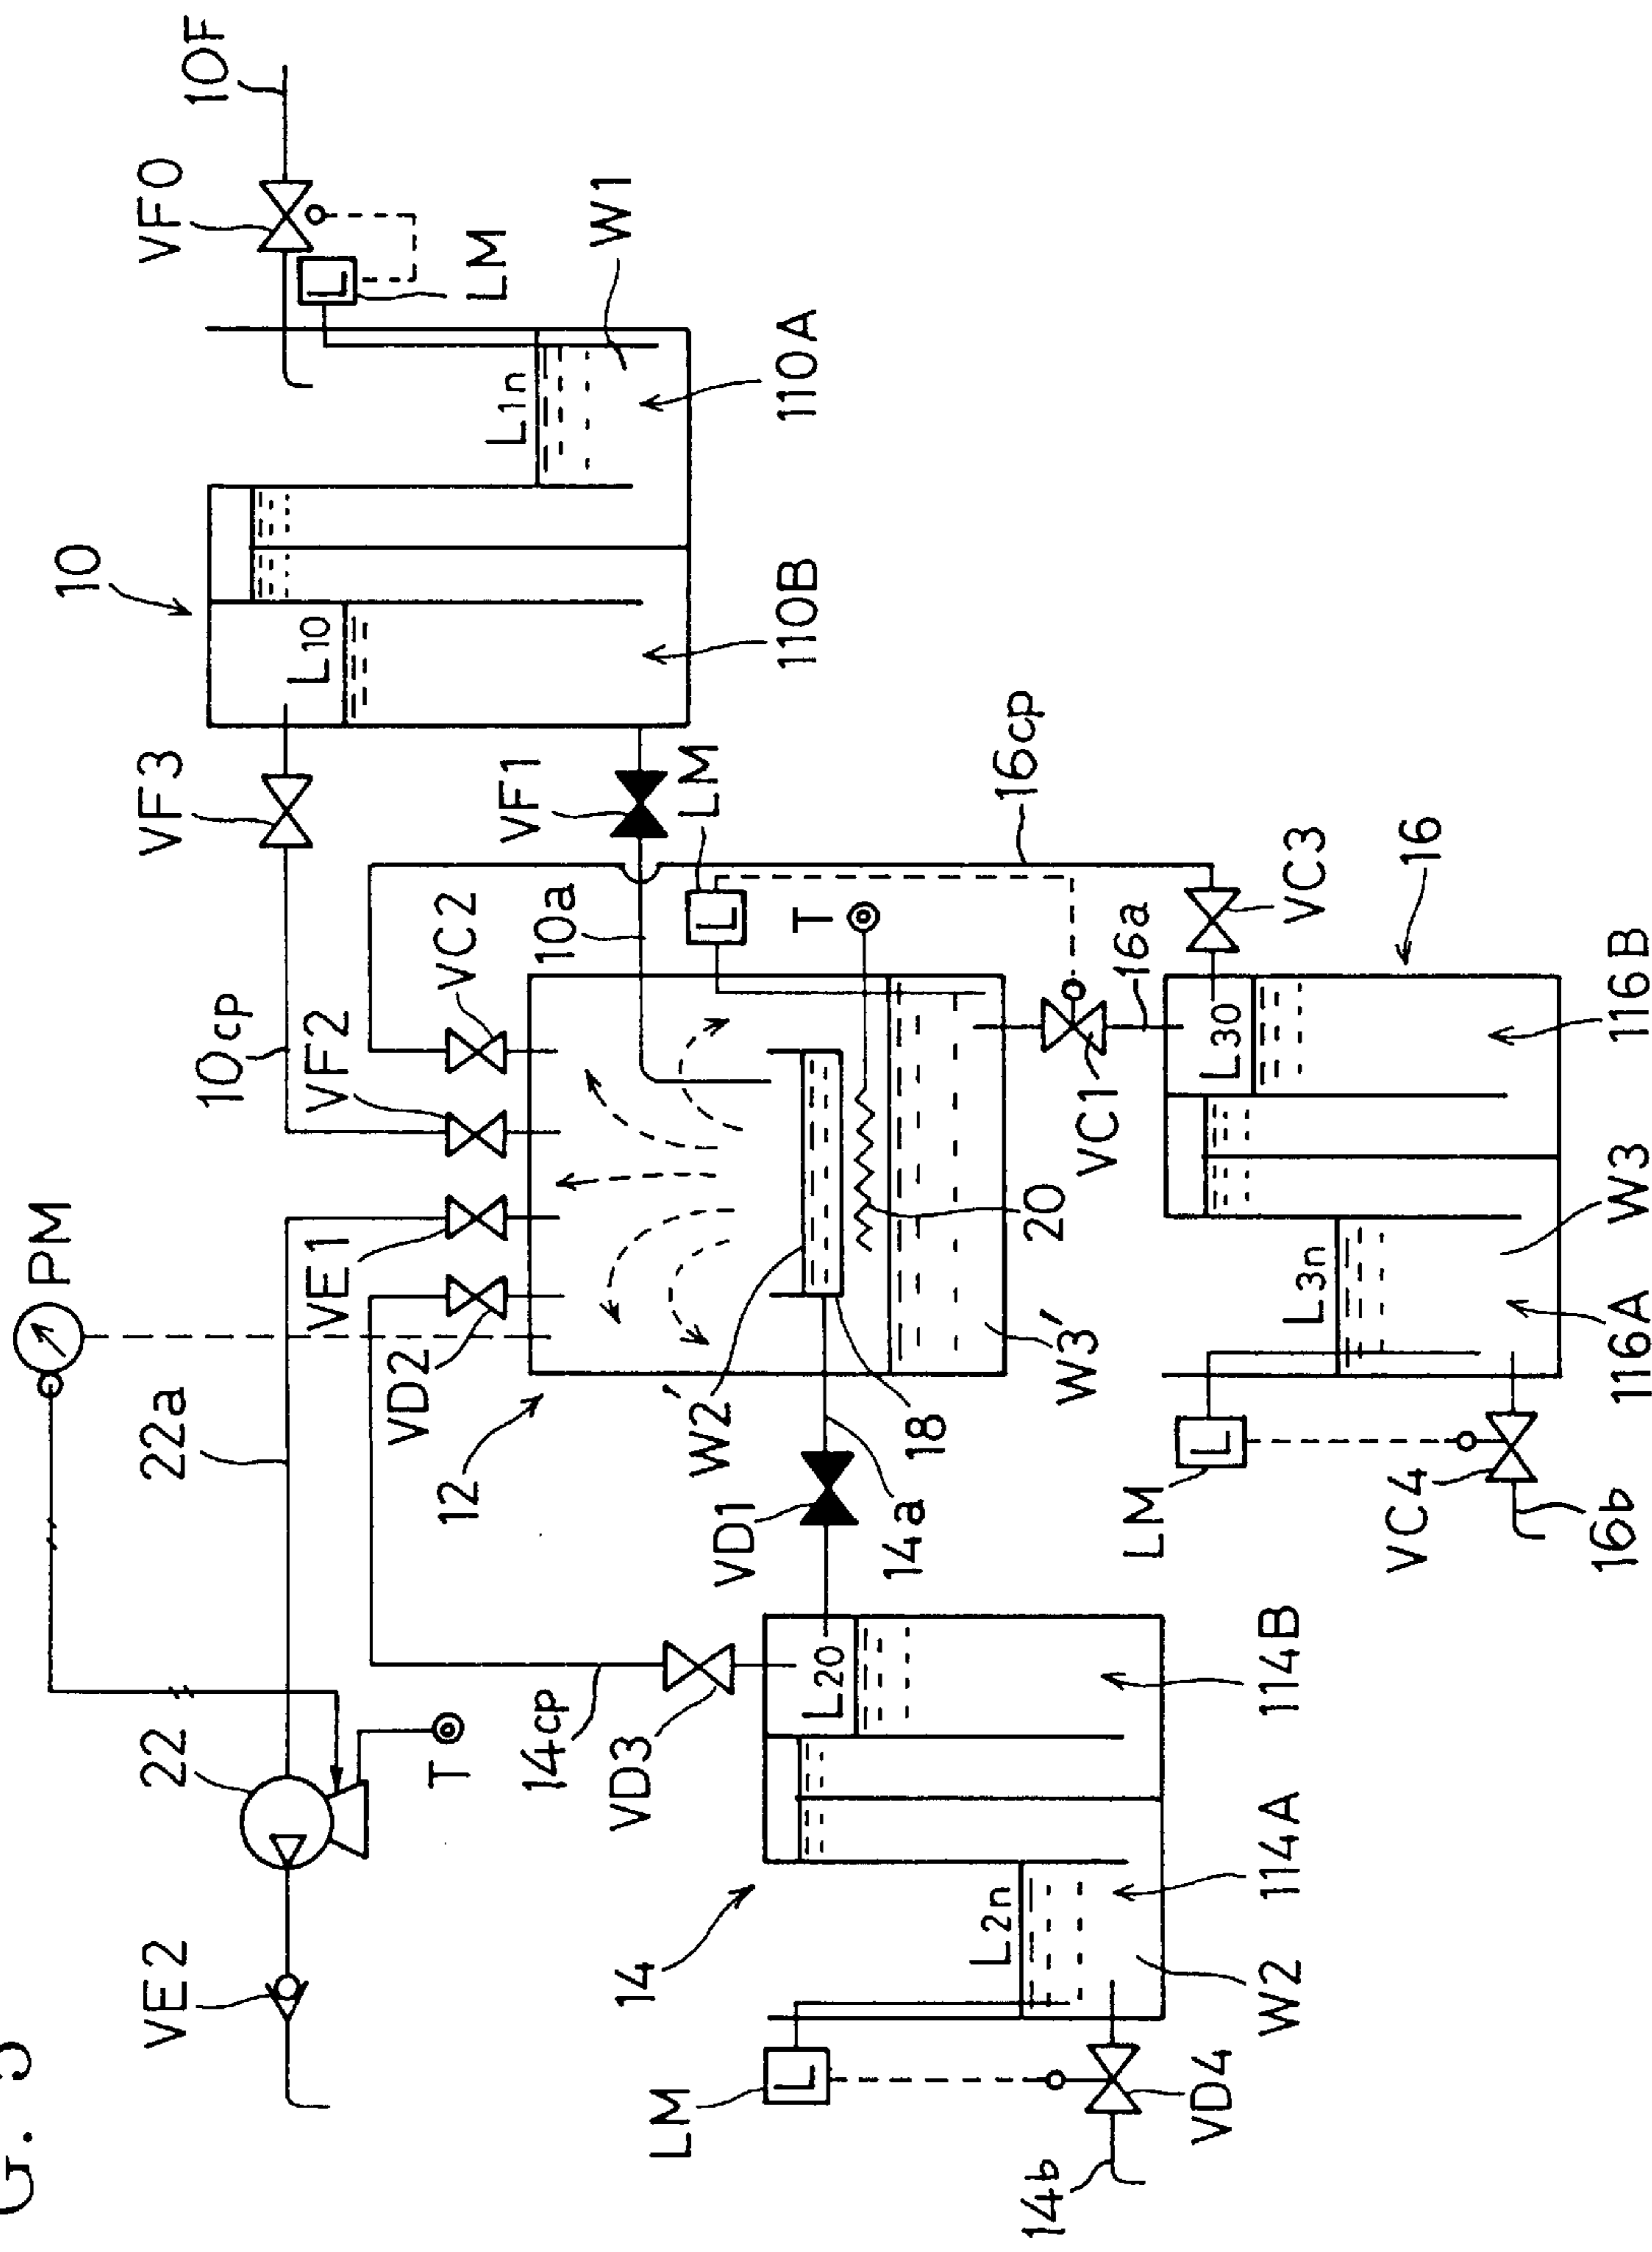 G. 5
10F
VF0
LM
L
W1
L1n
110A
10
L10
110B
VF3
VF1
LM
L
10cp
VC2
10a
VF2
T
16cp
PM
VE1
VD2
22a
12
W2'
18
W3'
20
VC1
16a
VC3
16
L30
116B
W3
L3n
116A
LM
L
VC4
16b
VD1
14a
22
T
14cp
VD3
L20
114B
VE2
14
L2n
114A
W2
LM
L
VD4
14b